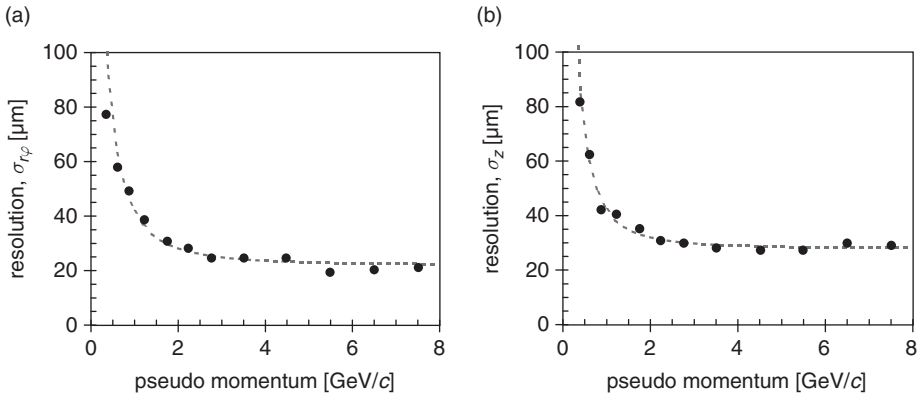 (a)
100
80
60
40
20
0
resolution, σrφ [µm]
0 2 4 6 8
pseudo momentum [GeV/c]
(b)
100
80
60
40
20
0
resolution, σz [µm]
0 2 4 6 8
pseudo momentum [GeV/c]